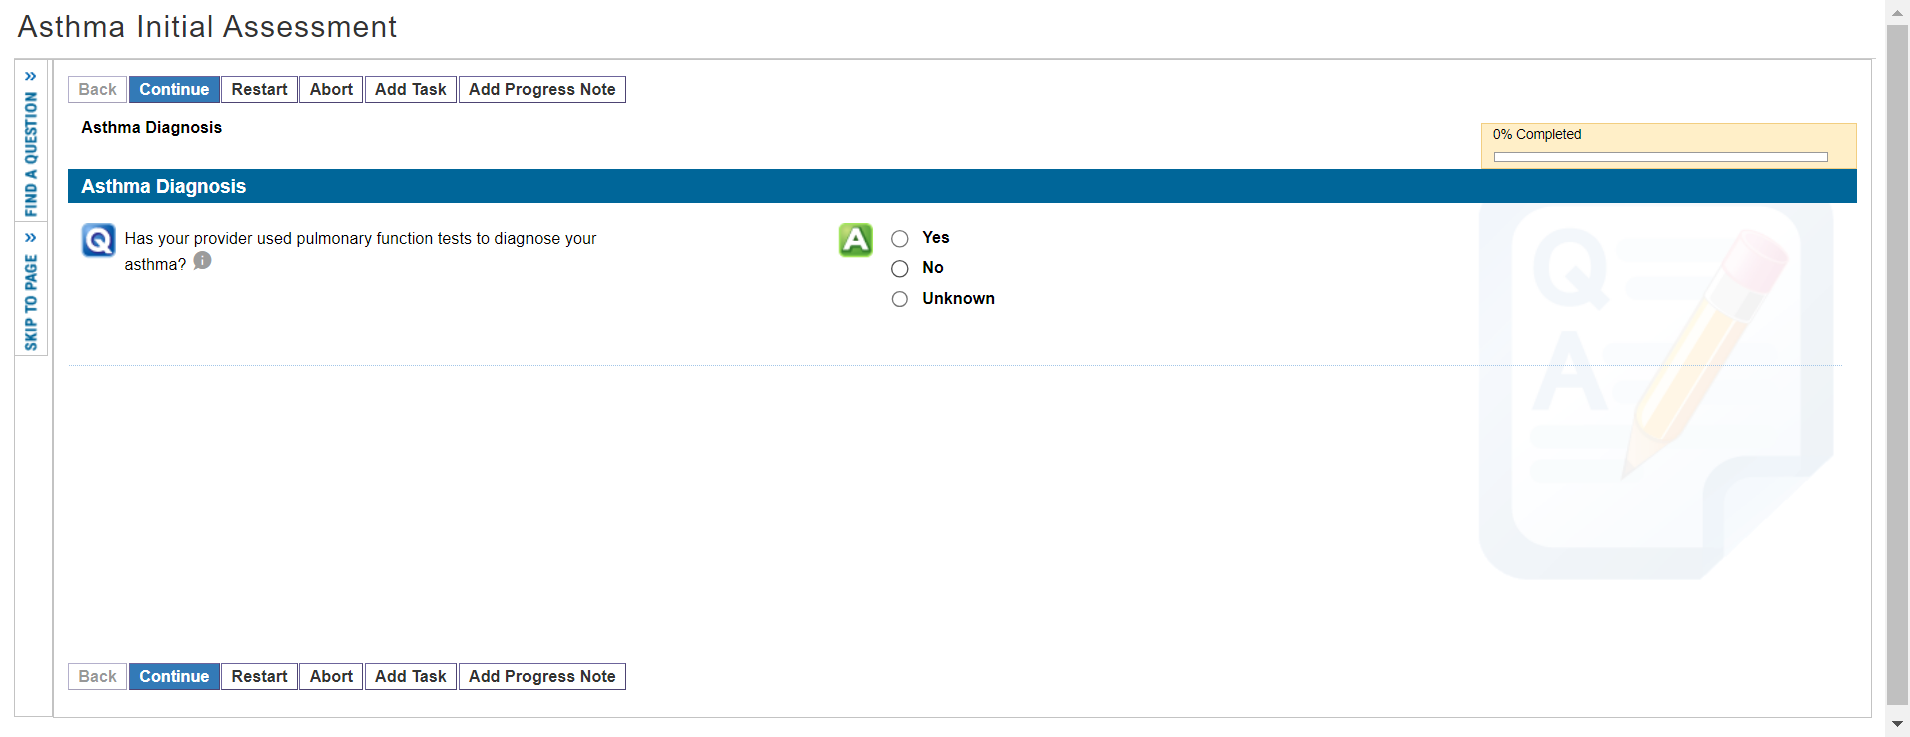 Asthma Initial Assessment
» FIND A QUESTION
» SKIP TO PAGE
Back Continue Restart Abort Add Task Add Progress Note
Asthma Diagnosis
0% Completed
Asthma Diagnosis
Q Has your provider used pulmonary function tests to diagnose your
asthma? i
A Yes
No
Unknown
Q
A
Back Continue Restart Abort Add Task Add Progress Note